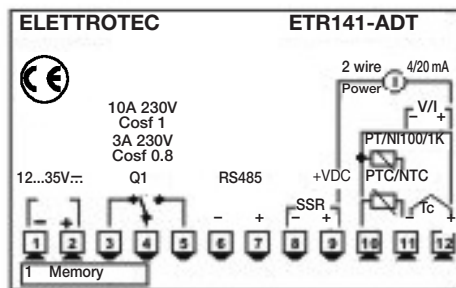 ELETTROTEC ETR141-ADT
CE
2 wire 4/20 mA
Power I
10A 230V
Cosf 1
3A 230V
Cosf 0.8
V/I
- +
PT/NI100/1K
PTC/NTC
12...35V⎓ Q1 RS485 +VDC
SSR Tc
- + - + - + - +
1 2 3 4 5 6 7 8 9 10 11 12
1 Memory